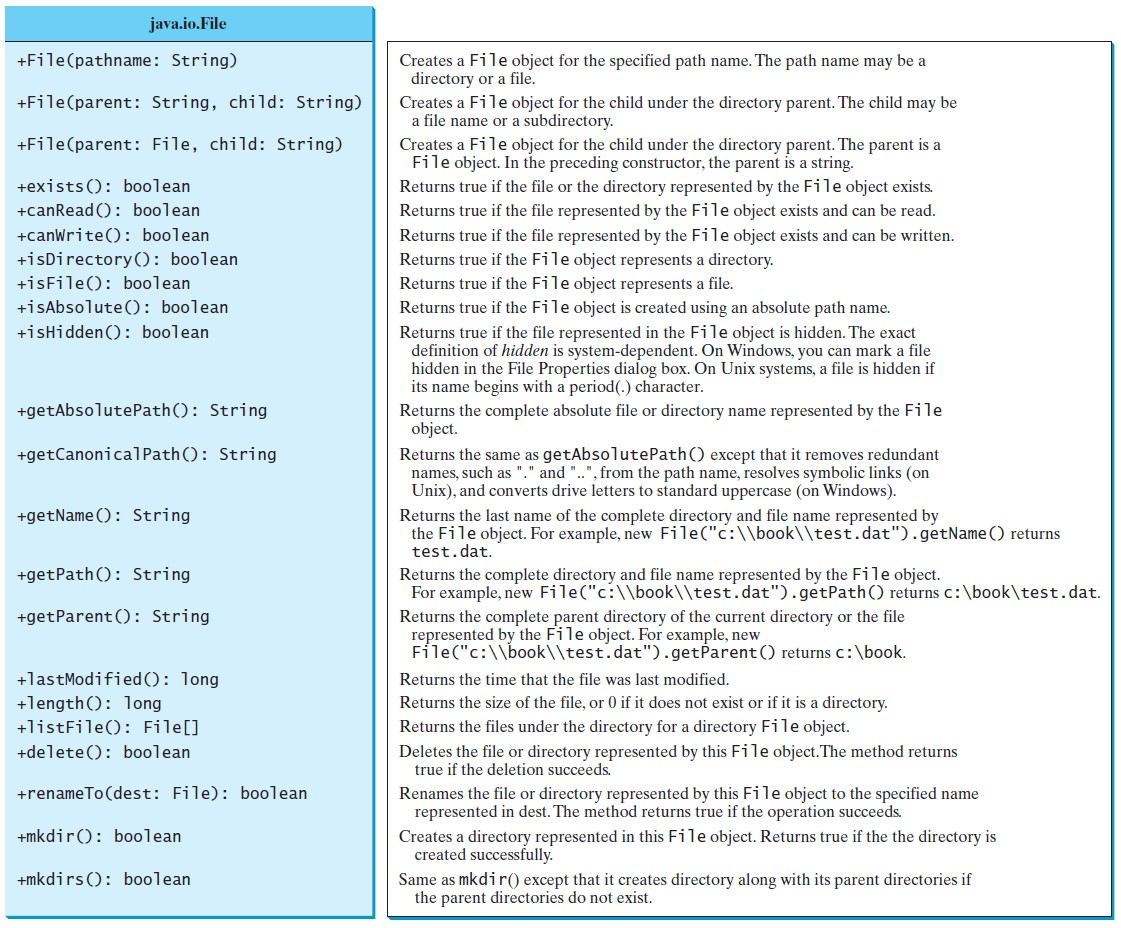 java.io.File
+File(pathname: String)
Creates a File object for the specified path name. The path name may be a
directory or a file.
+File(parent: String, child: String)
Creates a File object for the child under the directory parent. The child may be
a file name or a subdirectory.
+File(parent: File, child: String)
Creates a File object for the child under the directory parent. The parent is a
File object. In the preceding constructor, the parent is a string.
+exists(): boolean
Returns true if the file or the directory represented by the File object exists.
+canRead(): boolean
Returns true if the file represented by the File object exists and can be read.
+canWrite(): boolean
Returns true if the file represented by the File object exists and can be written.
+isDirectory(): boolean
Returns true if the File object represents a directory.
+isFile(): boolean
Returns true if the File object represents a file.
+isAbsolute(): boolean
Returns true if the File object is created using an absolute path name.
+isHidden(): boolean
Returns true if the file represented in the File object is hidden. The exact
definition of hidden is system-dependent. On Windows, you can mark a file
hidden in the File Properties dialog box. On Unix systems, a file is hidden if
its name begins with a period(.) character.
+getAbsolutePath(): String
Returns the complete absolute file or directory name represented by the File
object.
+getCanonicalPath(): String
Returns the same as getAbsolutePath() except that it removes redundant
names, such as "." and "..", from the path name, resolves symbolic links (on
Unix), and converts drive letters to standard uppercase (on Windows).
+getName(): String
Returns the last name of the complete directory and file name represented by
the File object. For example, new File("c:\\book\\test.dat").getName() returns
test.dat.
+getPath(): String
Returns the complete directory and file name represented by the File object.
For example, new File("c:\\book\\test.dat").getPath() returns c:\book\test.dat.
+getParent(): String
Returns the complete parent directory of the current directory or the file
represented by the File object. For example, new
File("c:\\book\\test.dat").getParent() returns c:\book.
+lastModified(): long
Returns the time that the file was last modified.
+length(): long
Returns the size of the file, or 0 if it does not exist or if it is a directory.
+listFile(): File[]
Returns the files under the directory for a directory File object.
+delete(): boolean
Deletes the file or directory represented by this File object.The method returns
true if the deletion succeeds.
+renameTo(dest: File): boolean
Renames the file or directory represented by this File object to the specified name
represented in dest. The method returns true if the operation succeeds.
+mkdir(): boolean
Creates a directory represented in this File object. Returns true if the the directory is
created successfully.
+mkdirs(): boolean
Same as mkdir() except that it creates directory along with its parent directories if
the parent directories do not exist.